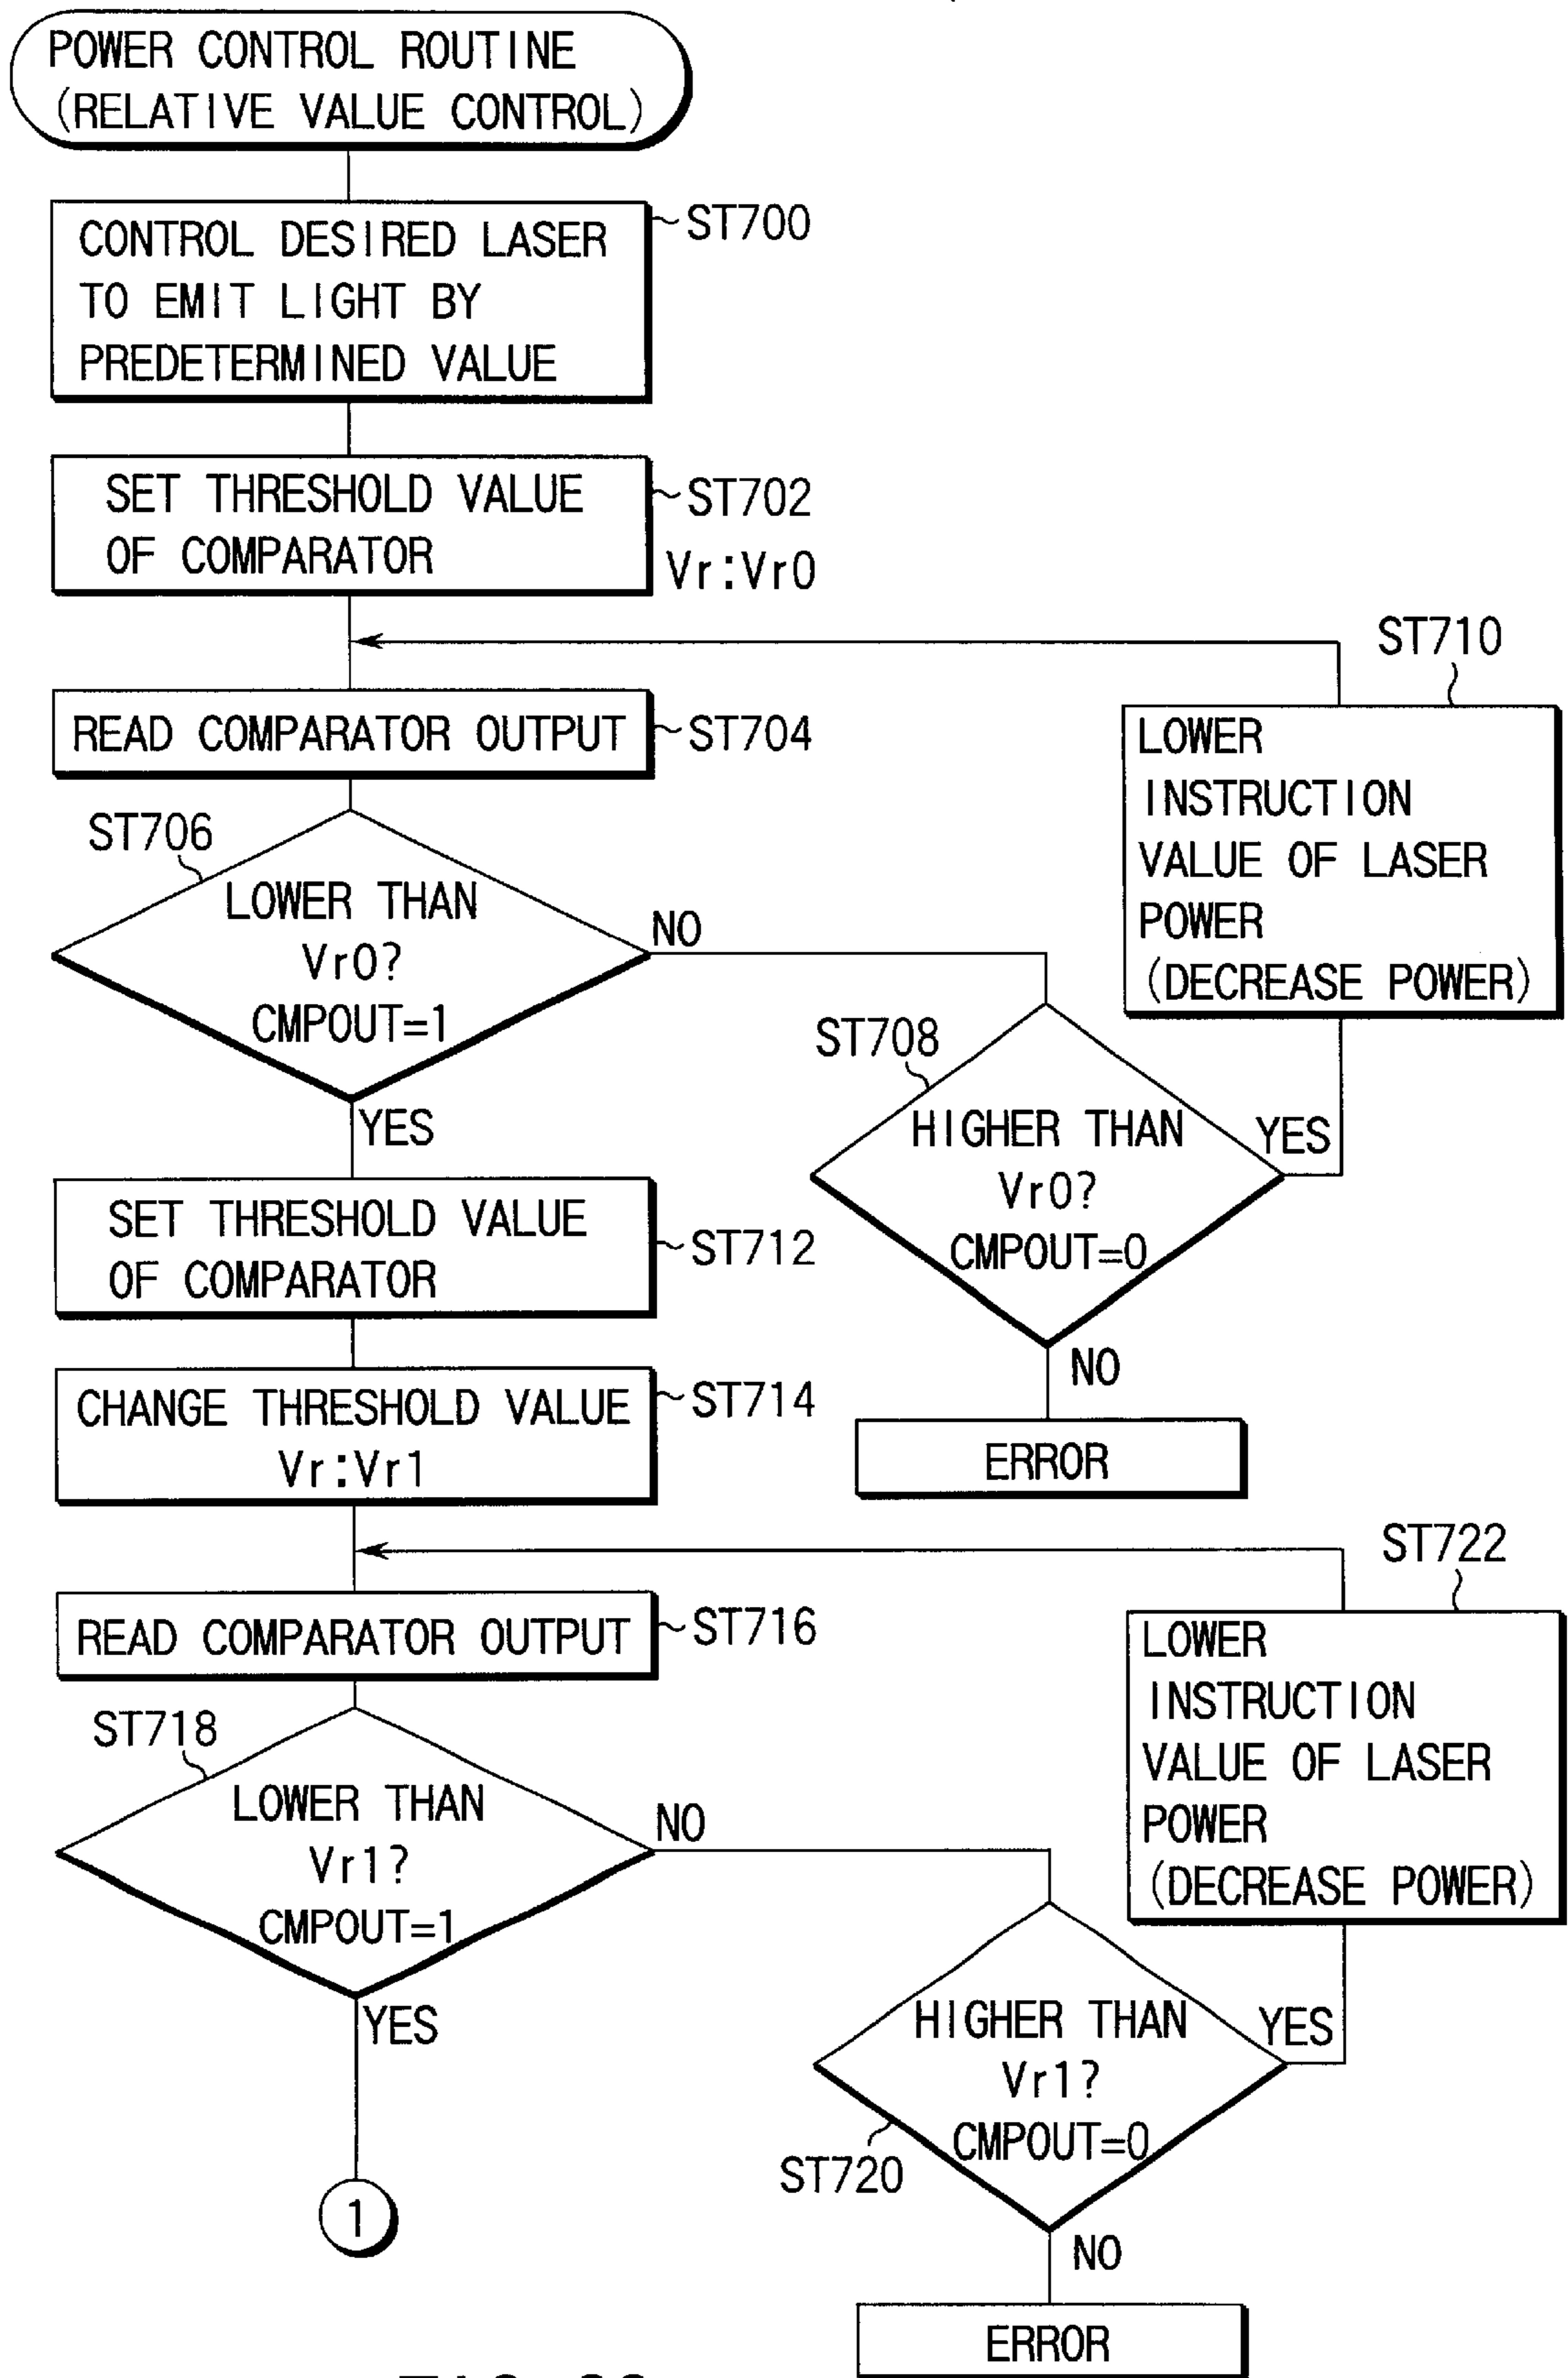 POWER CONTROL ROUTINE
(RELATIVE VALUE CONTROL)
CONTROL DESIRED LASER
TO EMIT LIGHT BY
PREDETERMINED VALUE
ST700
SET THRESHOLD VALUE
OF COMPARATOR
ST702
Vr:Vr0
READ COMPARATOR OUTPUT
ST704
ST706
LOWER THAN
Vr0?
CMPOUT=1
NO
YES
ST708
HIGHER THAN
Vr0?
CMPOUT=0
YES
NO
ERROR
ST710
LOWER
INSTRUCTION
VALUE OF LASER
POWER
(DECREASE POWER)
SET THRESHOLD VALUE
OF COMPARATOR
ST712
CHANGE THRESHOLD VALUE
Vr:Vr1
ST714
READ COMPARATOR OUTPUT
ST716
ST718
LOWER THAN
Vr1?
CMPOUT=1
NO
YES
1
ST720
HIGHER THAN
Vr1?
CMPOUT=0
YES
NO
ERROR
ST722
LOWER
INSTRUCTION
VALUE OF LASER
POWER
(DECREASE POWER)